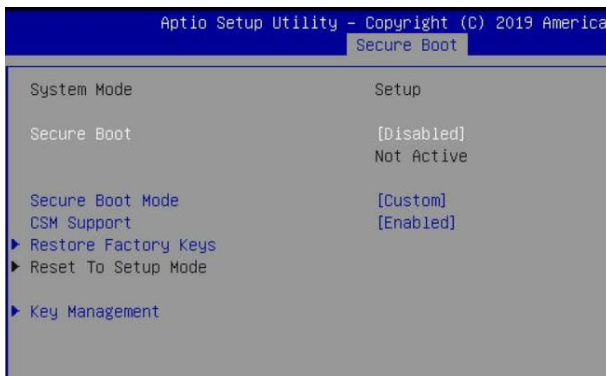 Aptio Setup Utility – Copyright (C) 2019 America
Secure Boot
System Mode Setup
Secure Boot [Disabled]
Not Active
Secure Boot Mode [Custom]
CSM Support [Enabled]
Restore Factory Keys
Reset To Setup Mode
Key Management